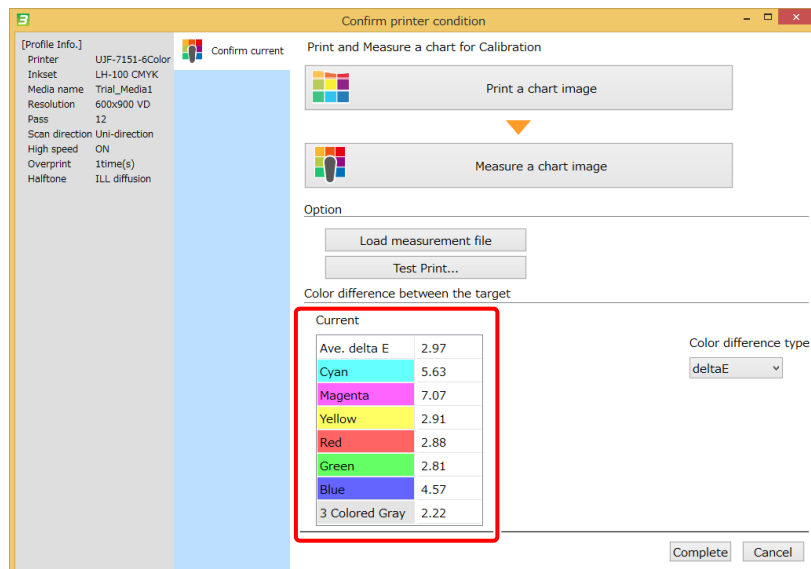 Confirm printer condition
[Profile Info.]
Printer UJF-7151-6Color
Inkset LH-100 CMYK
Media name Trial_Media1
Resolution 600x900 VD
Pass 12
Scan direction Uni-direction
High speed ON
Overprint 1time(s)
Halftone ILL diffusion
Confirm current
Print and Measure a chart for Calibration
Print a chart image
Measure a chart image
Option
Load measurement file
Test Print...
Color difference between the target
Current
Ave. delta E 2.97
Cyan 5.63
Magenta 7.07
Yellow 2.91
Red 2.88
Green 2.81
Blue 4.57
3 Colored Gray 2.22
Color difference type
deltaE
Complete Cancel